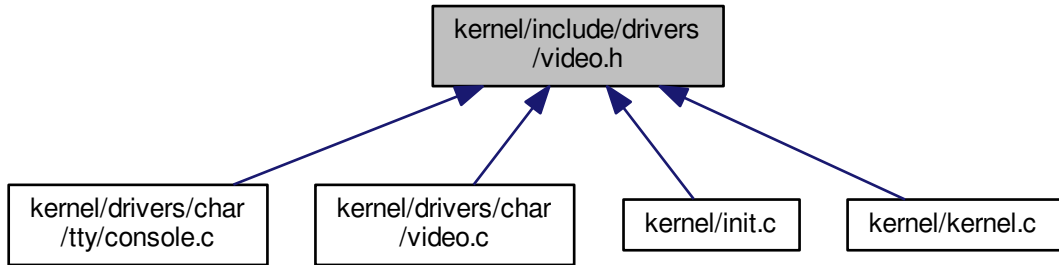 kernel/include/drivers
/video.h
kernel/drivers/char
/tty/console.c
kernel/drivers/char
/video.c
kernel/init.c
kernel/kernel.c